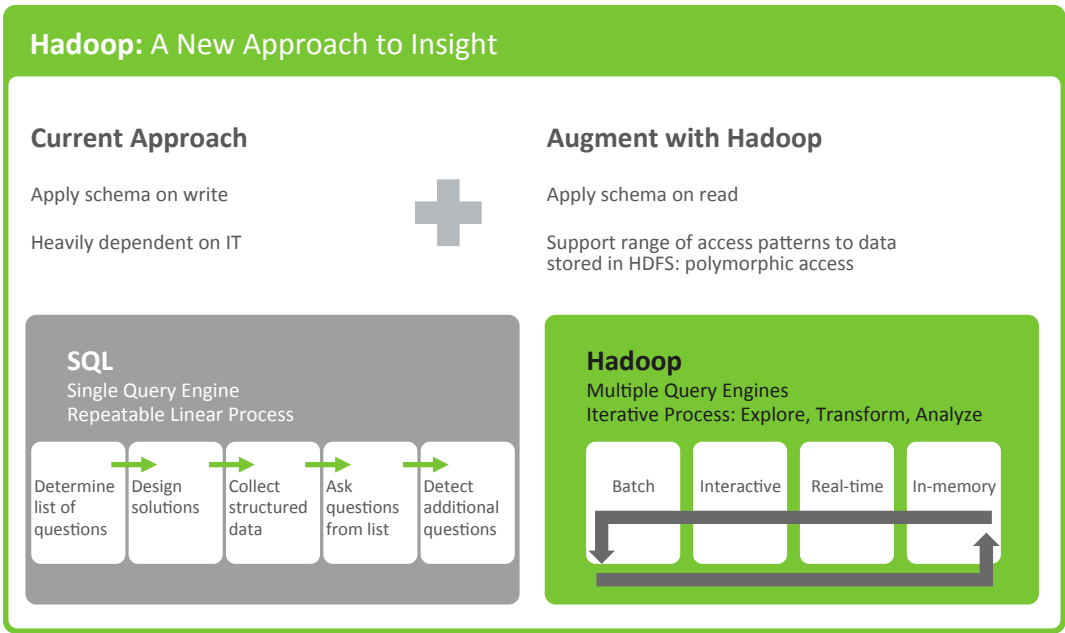 Hadoop: A New Approach to Insight
Current Approach
Apply schema on write
Heavily dependent on IT
Augment with Hadoop
Apply schema on read
Support range of access patterns to data
stored in HDFS: polymorphic access
SQL
Single Query Engine
Repeatable Linear Process
Determine
list of
questions
Design
solutions
Collect
structured
data
Ask
questions
from list
Detect
additional
questions
Hadoop
Multiple Query Engines
Iterative Process: Explore, Transform, Analyze
Batch
Interactive
Real-time
In-memory